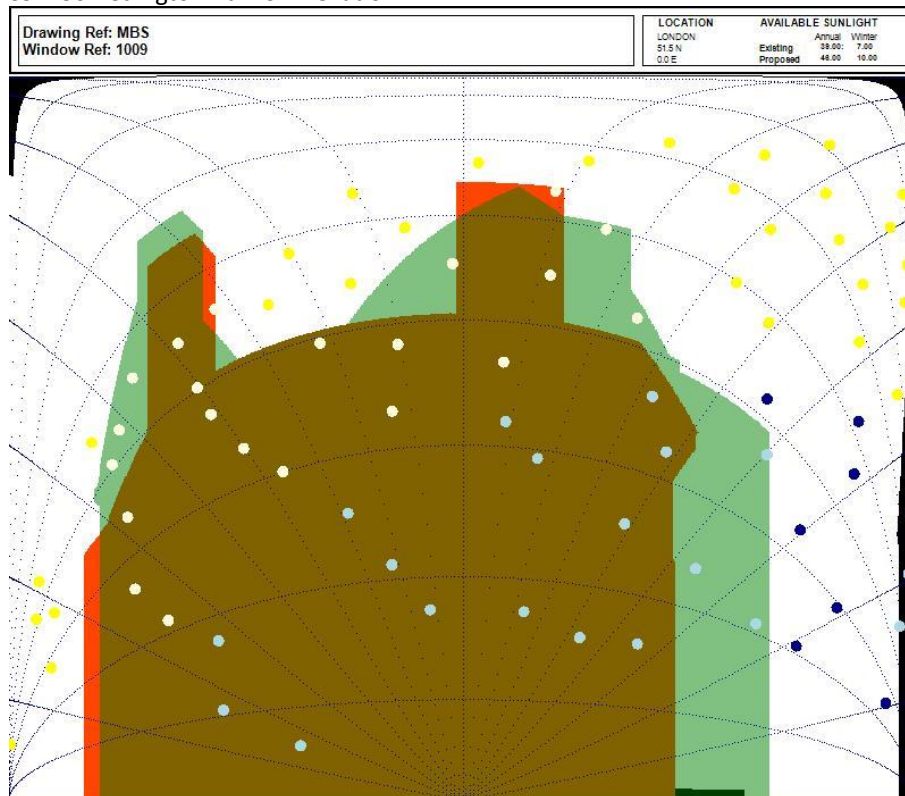 Drawing Ref: MBS
Window Ref: 1009
LOCATION
LONDON
51.5 N
0.0 E
AVAILABLE SUNLIGHT
Annual Winter
Existing 38.00: 7.00
Proposed 48.00 10.00